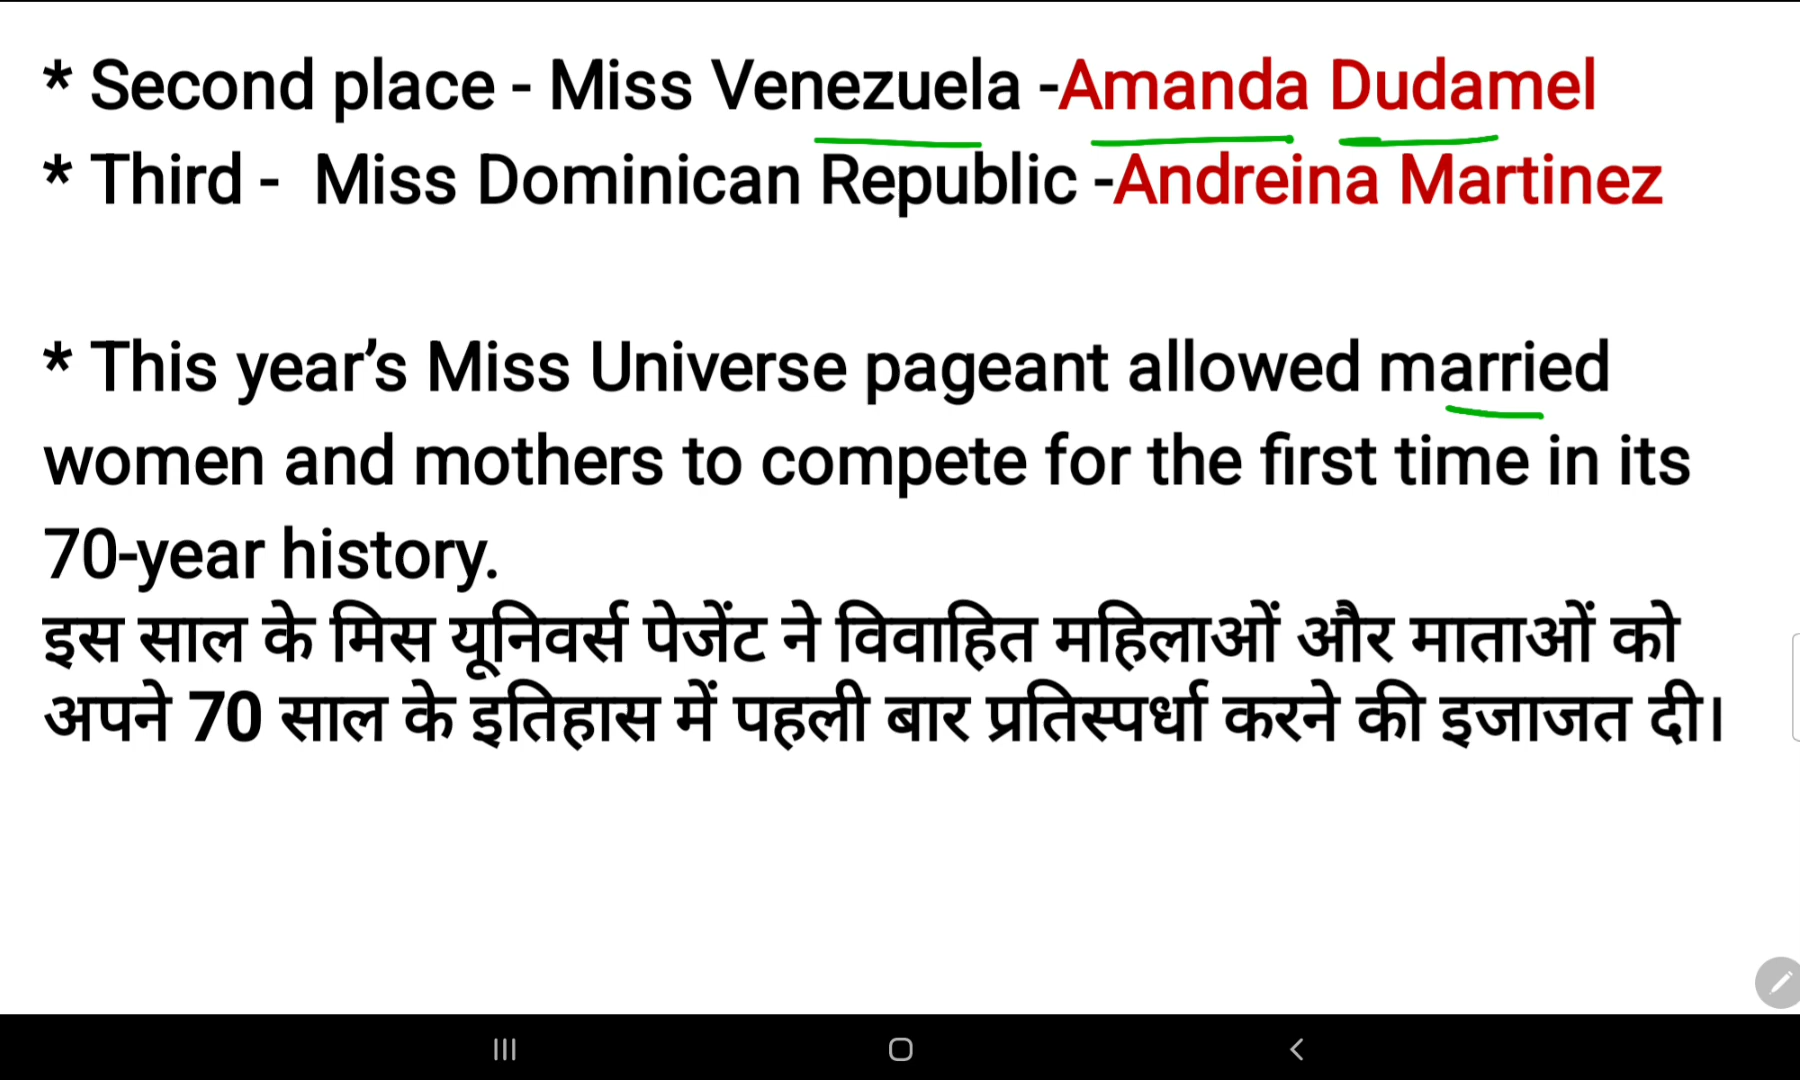 * Second place - Miss Venezuela -Amanda Dudamel
* Third -  Miss Dominican Republic -Andreina Martinez
* This year’s Miss Universe pageant allowed married
women and mothers to compete for the first time in its
70-year history.
इस साल के मिस यूनिवर्स पेजेंट ने विवाहित महिलाओं और माताओं को
अपने 70 साल के इतिहास में पहली बार प्रतिस्पर्धा करने की इजाजत दी।